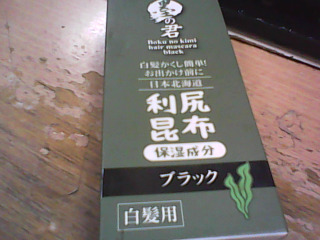 の君
Boku no kimi
hair mascara
black
白髪かくし簡単!
お出かけ前に
日本北海道
利尻
昆布
保湿成分
ブラック
白髪用